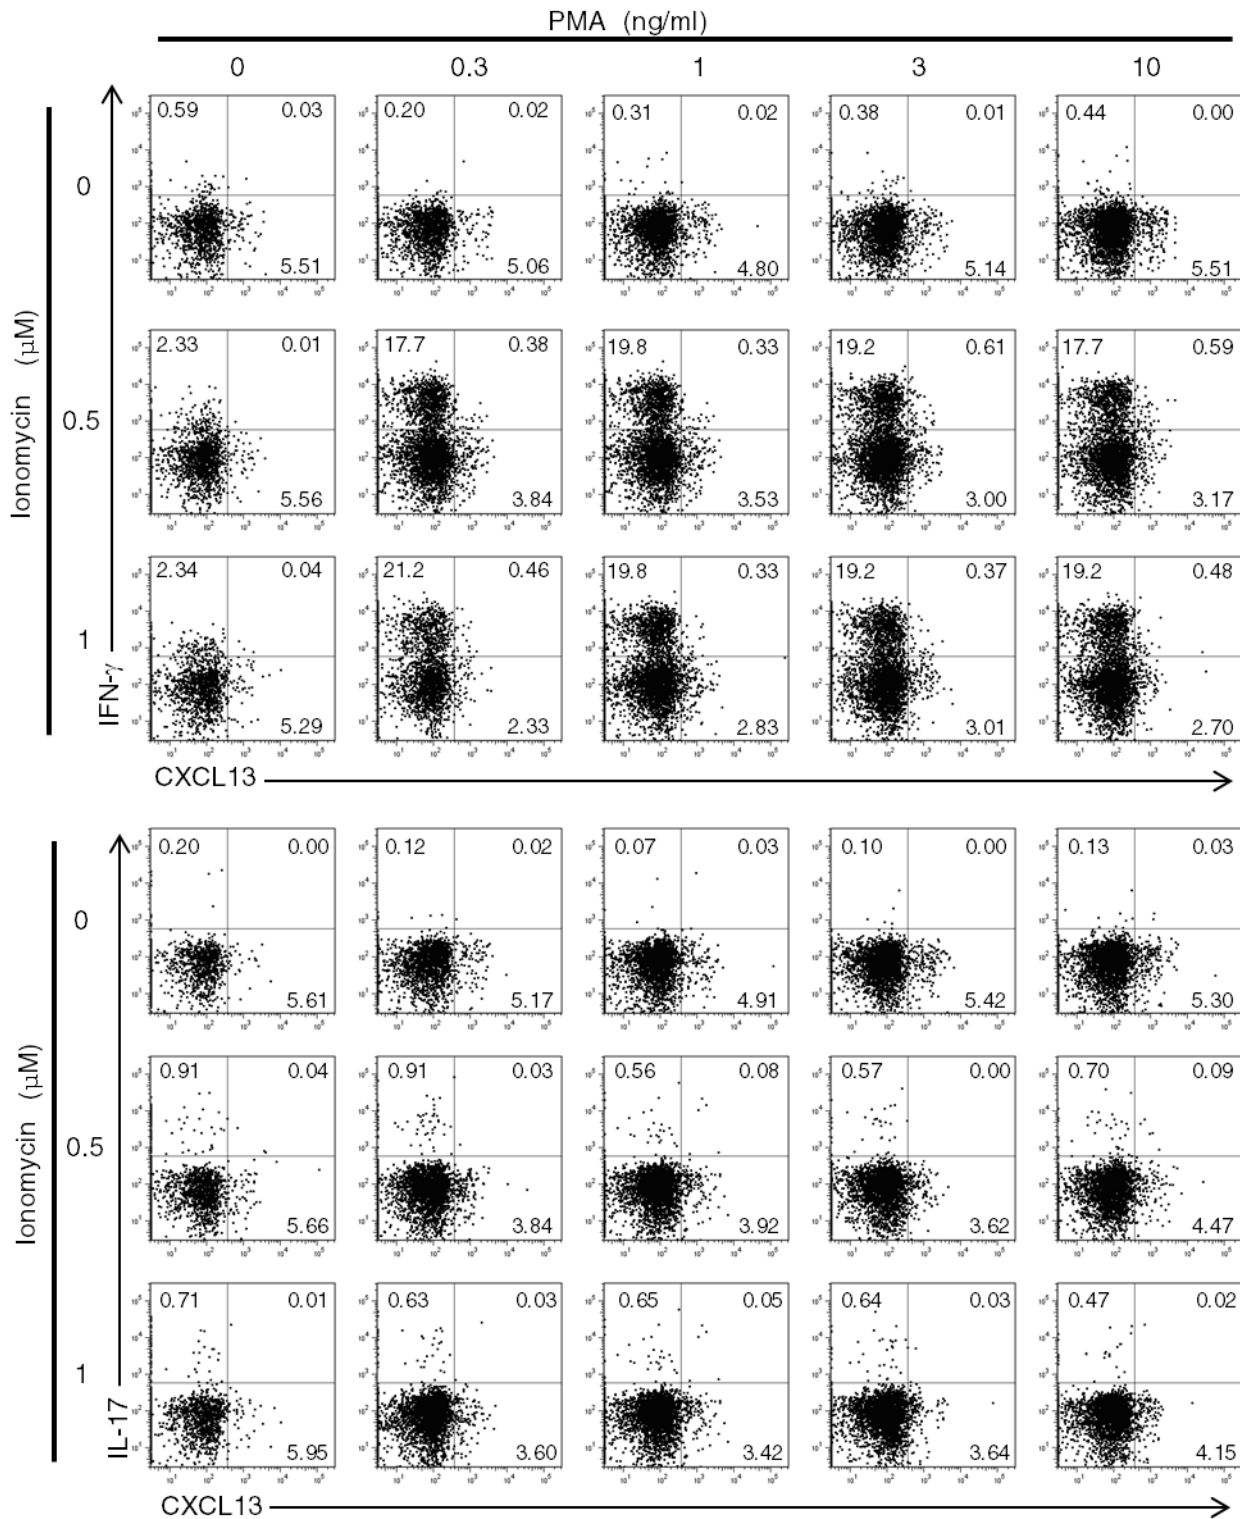 PMA (ng/ml)
0 0.3 1 3 10
Ionomycin (μM)
IFN-γ
0
0.59 0.03 0.20 0.02 0.31 0.02 0.38 0.01 0.44 0.00
5.51 5.06 4.80 5.14 5.51
0.5
2.33 0.01 17.7 0.38 19.8 0.33 19.2 0.61 17.7 0.59
5.56 3.84 3.53 3.00 3.17
1
2.34 0.04 21.2 0.46 19.8 0.33 19.2 0.37 19.2 0.48
5.29 2.33 2.83 3.01 2.70
CXCL13
Ionomycin (μM)
IL-17
0
0.20 0.00 0.12 0.02 0.07 0.03 0.10 0.00 0.13 0.03
5.61 5.17 4.91 5.42 5.30
0.5
0.91 0.04 0.91 0.03 0.56 0.08 0.57 0.00 0.70 0.09
5.66 3.84 3.92 3.62 4.47
1
0.71 0.01 0.63 0.03 0.65 0.05 0.64 0.03 0.47 0.02
5.95 3.60 3.42 3.64 4.15
CXCL13